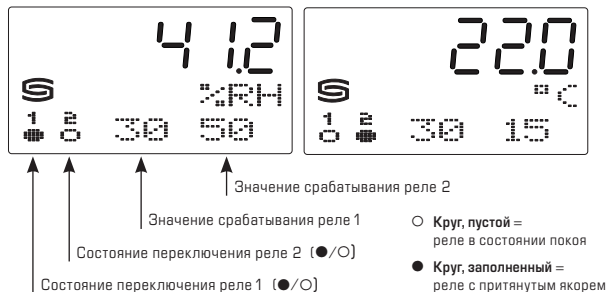 41.2
%RH
1 2
30 50
22.0
°C
1 2
30 15
Значение срабатывания реле 2
Значение срабатывания реле 1
Состояние переключения реле 2 (●/○)
Состояние переключения реле 1 (●/○)
○ Круг, пустой =
реле в состоянии покоя
● Круг, заполненный =
реле с притянутым якорем